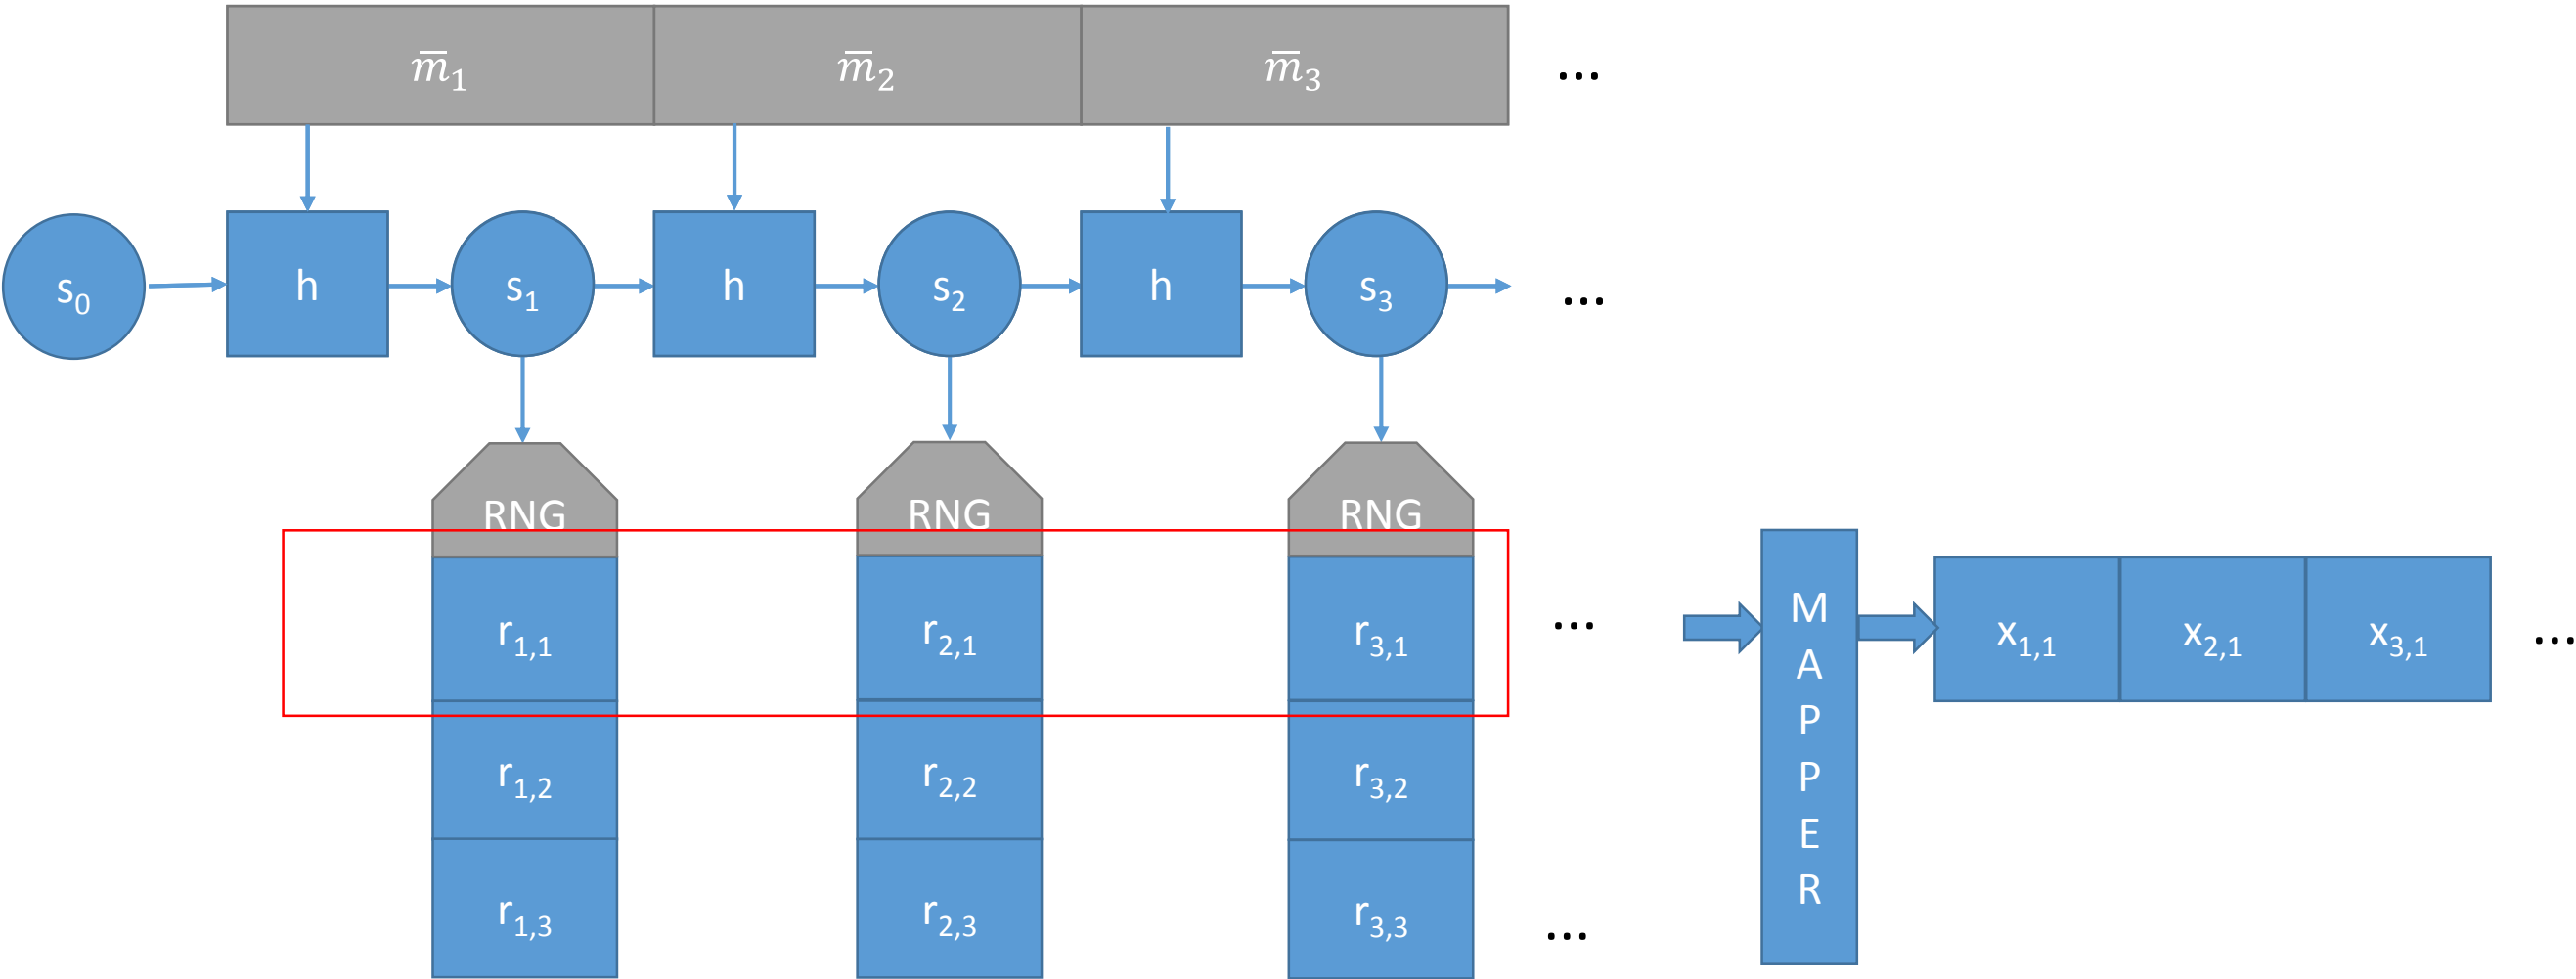 m̅₁ m̅₂ m̅₃ ...
s₀ h s₁ h s₂ h s₃ ...
RNG RNG RNG
r₁,₁ r₂,₁ r₃,₁ ... MAPPER x₁,₁ x₂,₁ x₃,₁ ...
r₁,₂ r₂,₂ r₃,₂
r₁,₃ r₂,₃ r₃,₃ ...